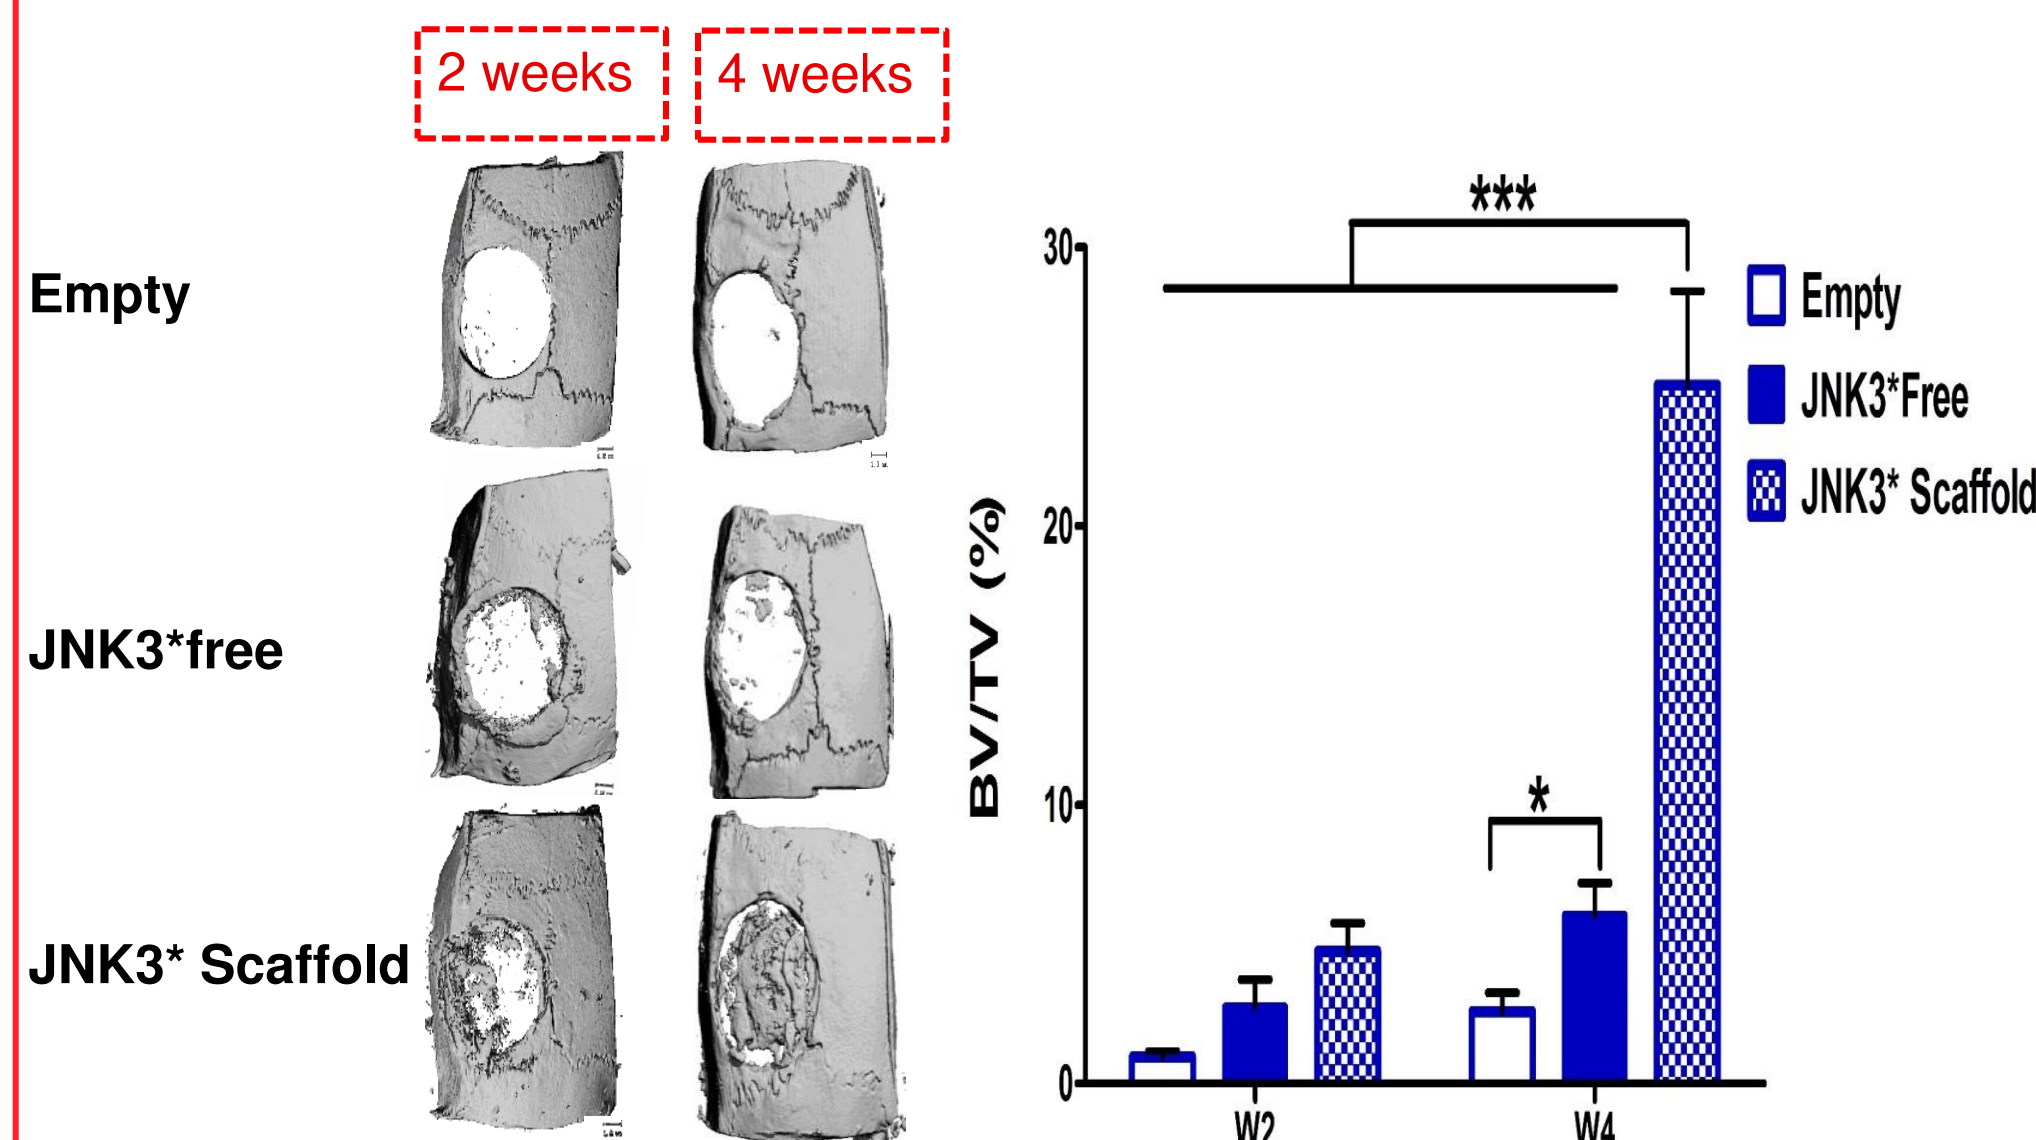 2 weeks
4 weeks
Empty
JNK3*free
JNK3* Scaffold
***
30
20
10
0
BV/TV (%)
*
W2
W4
Empty
JNK3*Free
JNK3* Scaffold